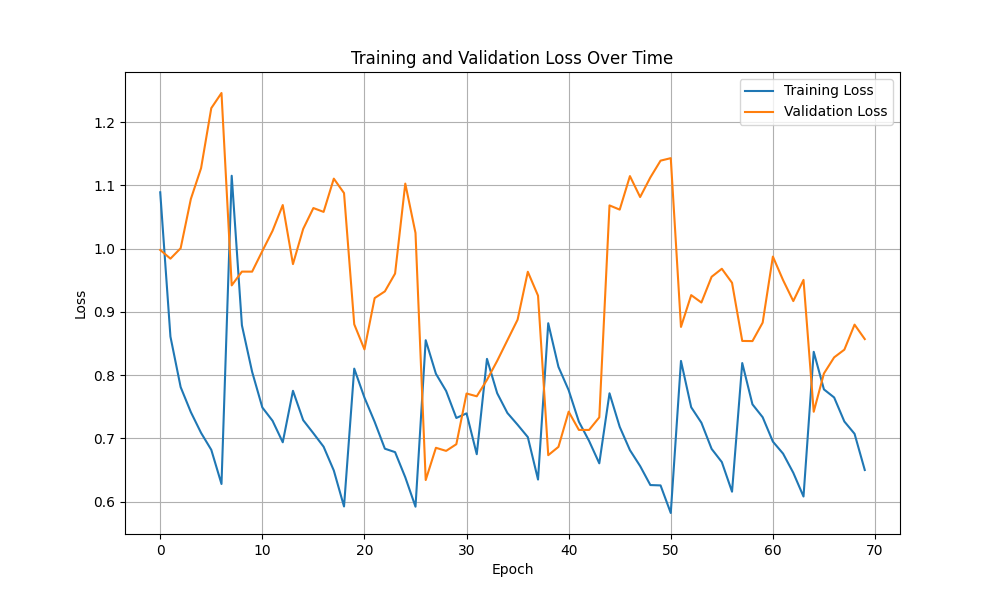 Training and Validation Loss Over Time
Training Loss
Validation Loss
1.2
1.1
1.0
0.9
0.8
0.7
0.6
Loss
0 10 20 30 40 50 60 70
Epoch